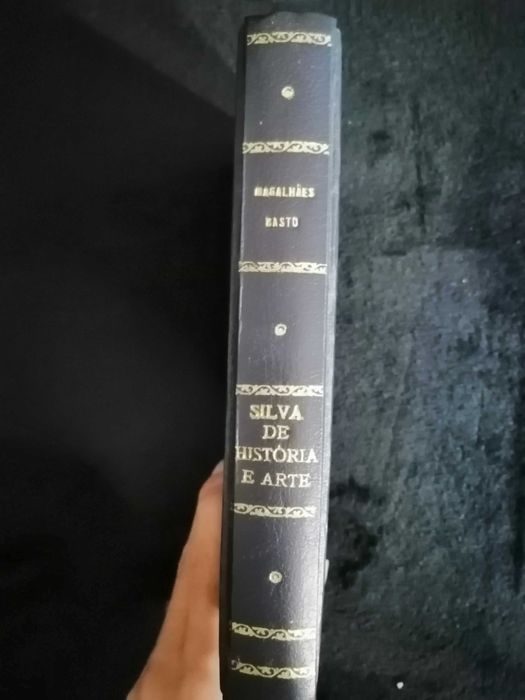 MAGALHÃES
BASTO
SILVA
DE
HISTÓRIA
E ARTE